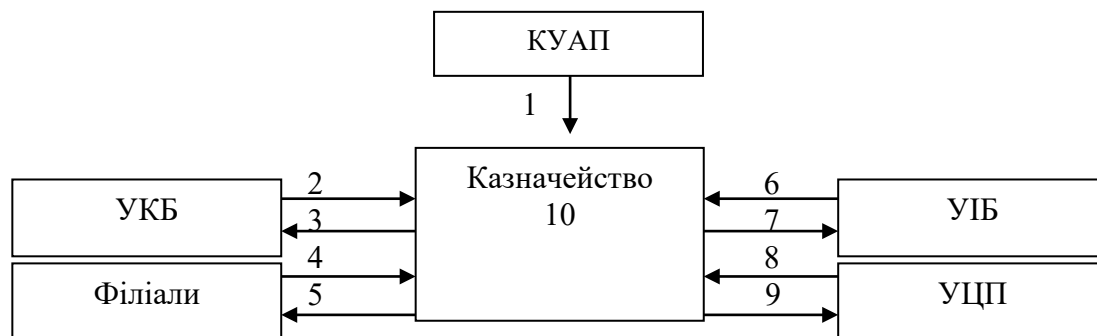 КУАП
1
Казначейство
10
УКБ
2
3
6
7
УІБ
Філіали
4
5
8
9
УЦП